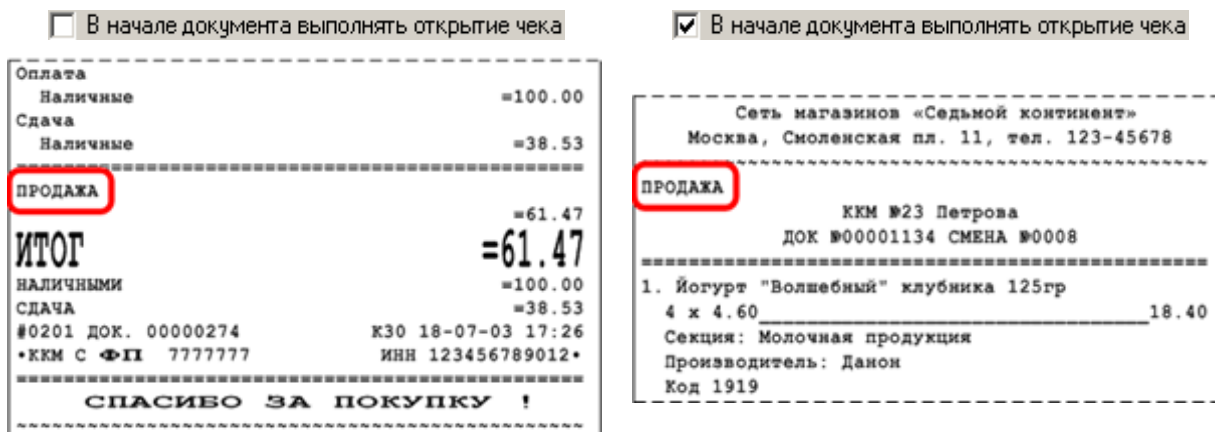 В начале документа выполнять открытие чека
Оплата
Наличные =100.00
Сдача
Наличные =38.53
ПРОДАЖА
=61.47
ИТОГ =61.47
НАЛИЧНЫМИ =100.00
СДАЧА =38.53
#0201 ДОК. 00000274 К30 18-07-03 17:26
•ККМ С ФП 7777777 ИНН 123456789012•
СПАСИБО ЗА ПОКУПКУ !
В начале документа выполнять открытие чека
Сеть магазинов «Седьмой континент»
Москва, Смоленская пл. 11, тел. 123-45678
ПРОДАЖА
ККМ №23 Петрова
ДОК №00001134 СМЕНА №0008
1. Йогурт "Волшебный" клубника 125гр
4 x 4.60 18.40
Секция: Молочная продукция
Производитель: Данон
Код 1919